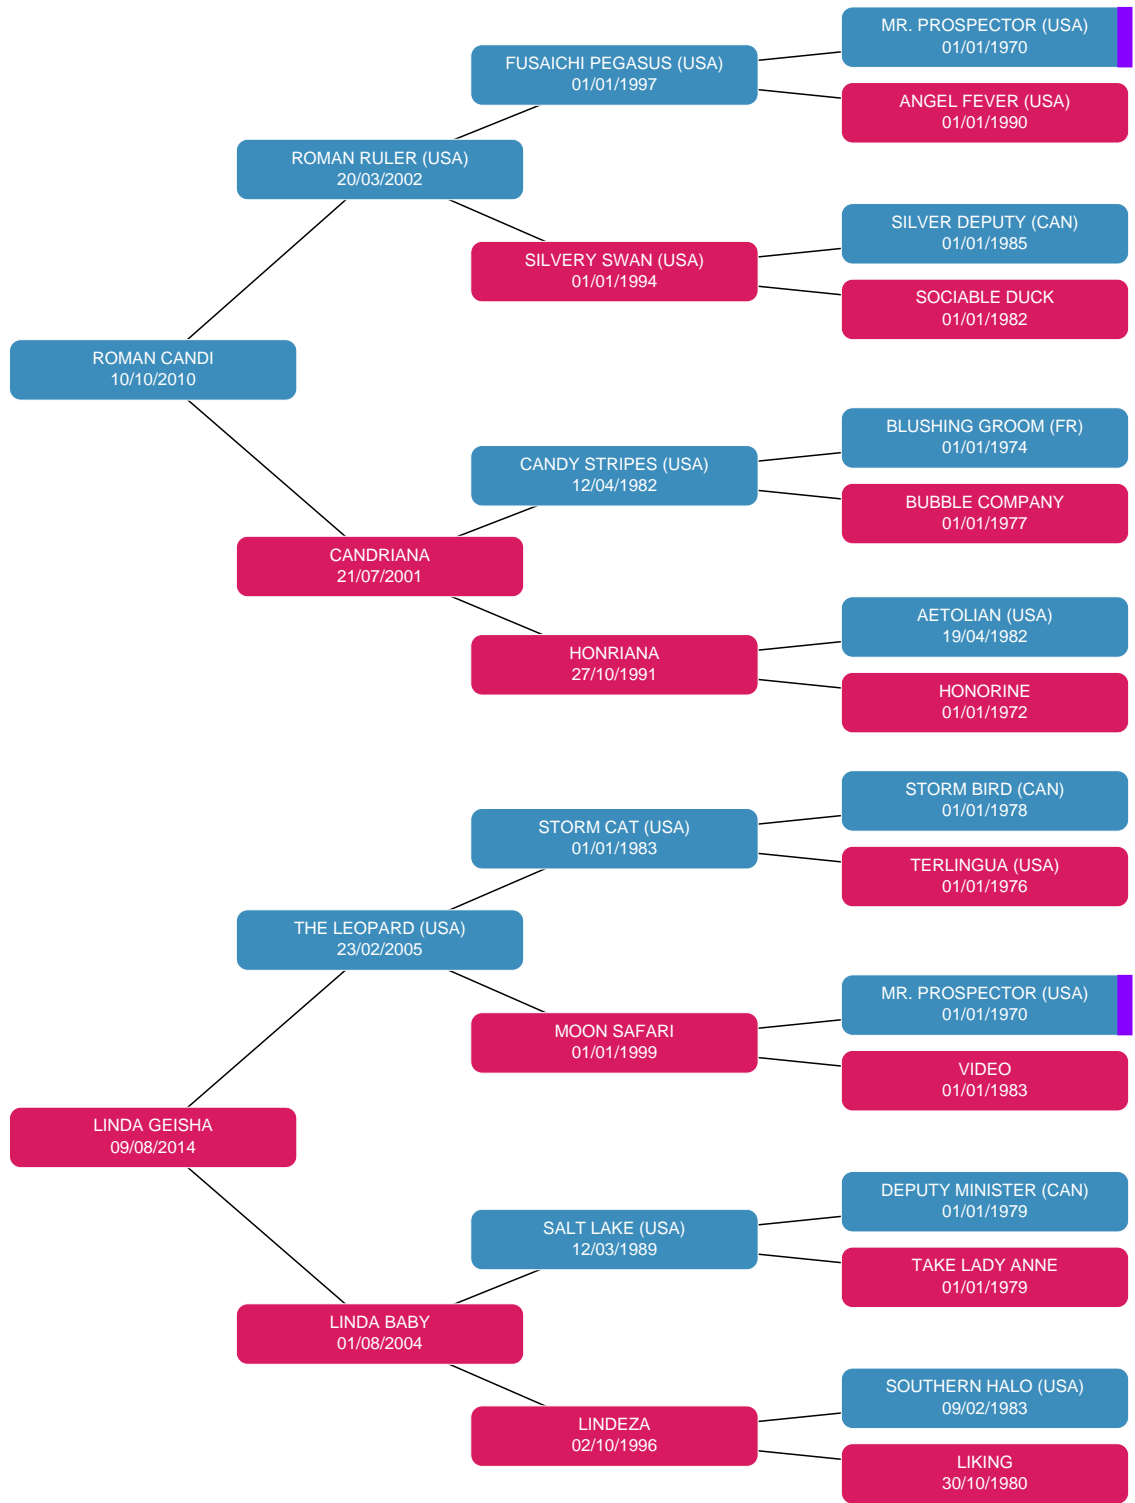 MR. PROSPECTOR (USA)
01/01/1970
FUSAICHI PEGASUS (USA)
01/01/1997
ANGEL FEVER (USA)
01/01/1990
ROMAN RULER (USA)
20/03/2002
SILVER DEPUTY (CAN)
01/01/1985
SILVERY SWAN (USA)
01/01/1994
SOCIABLE DUCK
01/01/1982
ROMAN CANDI
10/10/2010
BLUSHING GROOM (FR)
01/01/1974
CANDY STRIPES (USA)
12/04/1982
BUBBLE COMPANY
01/01/1977
CANDRIANA
21/07/2001
AETOLIAN (USA)
19/04/1982
HONRIANA
27/10/1991
HONORINE
01/01/1972
STORM BIRD (CAN)
01/01/1978
STORM CAT (USA)
01/01/1983
TERLINGUA (USA)
01/01/1976
THE LEOPARD (USA)
23/02/2005
MR. PROSPECTOR (USA)
01/01/1970
MOON SAFARI
01/01/1999
VIDEO
01/01/1983
LINDA GEISHA
09/08/2014
DEPUTY MINISTER (CAN)
01/01/1979
SALT LAKE (USA)
12/03/1989
TAKE LADY ANNE
01/01/1979
LINDA BABY
01/08/2004
SOUTHERN HALO (USA)
09/02/1983
LINDEZA
02/10/1996
LIKING
30/10/1980